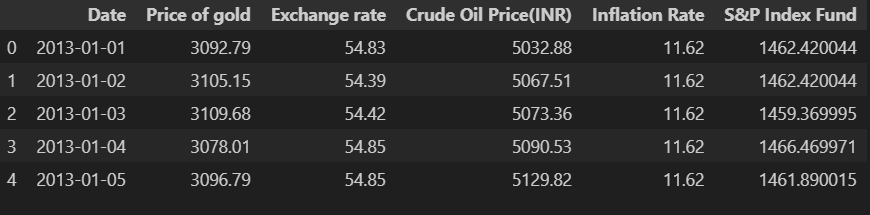 Date Price of gold Exchange rate Crude Oil Price(INR) Inflation Rate S&P Index Fund
0 2013-01-01 3092.79 54.83 5032.88 11.62 1462.420044
1 2013-01-02 3105.15 54.39 5067.51 11.62 1462.420044
2 2013-01-03 3109.68 54.42 5073.36 11.62 1459.369995
3 2013-01-04 3078.01 54.85 5090.53 11.62 1466.469971
4 2013-01-05 3096.79 54.85 5129.82 11.62 1461.890015